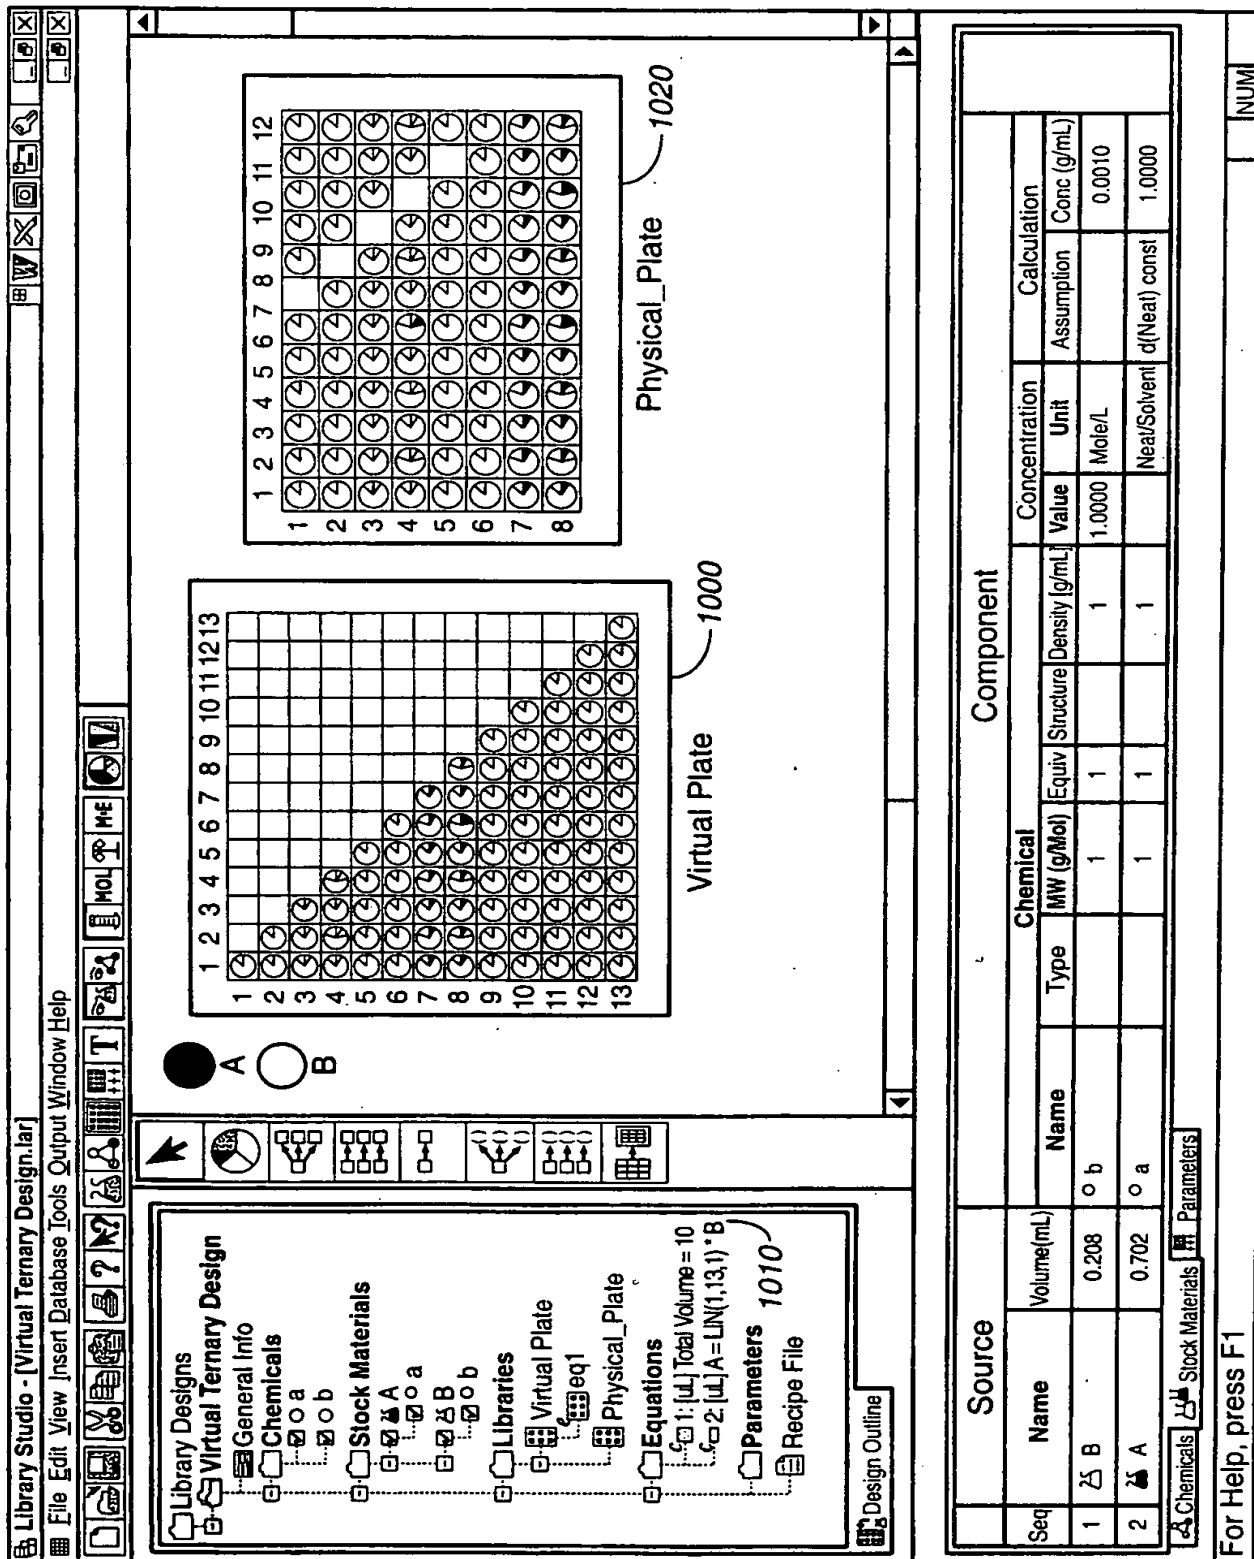 Library Studio - [Virtual Ternary Design.lar]
File Edit View Insert Database Tools Output Window Help
MOL
M·E
Library Designs
Virtual Ternary Design
General Info
Chemicals
a
b
Stock Materials
A
a
B
b
Libraries
Virtual Plate
eq1
Physical_Plate
Equations
1: [uL] Total Volume = 10
2: [uL] A = LIN(1,13,1) * B
Parameters
Recipe File
1010
Design Outline
A
B
1 2 3 4 5 6 7 8 9 10 11 12 13
1
2
3
4
5
6
7
8
9
10
11
12
13
Virtual Plate
1000
1 2 3 4 5 6 7 8 9 10 11 12
1
2
3
4
5
6
7
8
Physical_Plate
1020
Source Component
Chemical Concentration Calculation
Seq Name Volume(mL) Name Type MW (g/Mol) Equiv Structure Density [g/mL] Value Unit Assumption Conc (g/mL)
1 B 0.208 b 1 1 1 1.0000 Mole/L 0.0010
2 A 0.702 a 1 1 1 Neat/Solvent d(Neat) const 1.0000
Chemicals Stock Materials Parameters
For Help, press F1
NUM